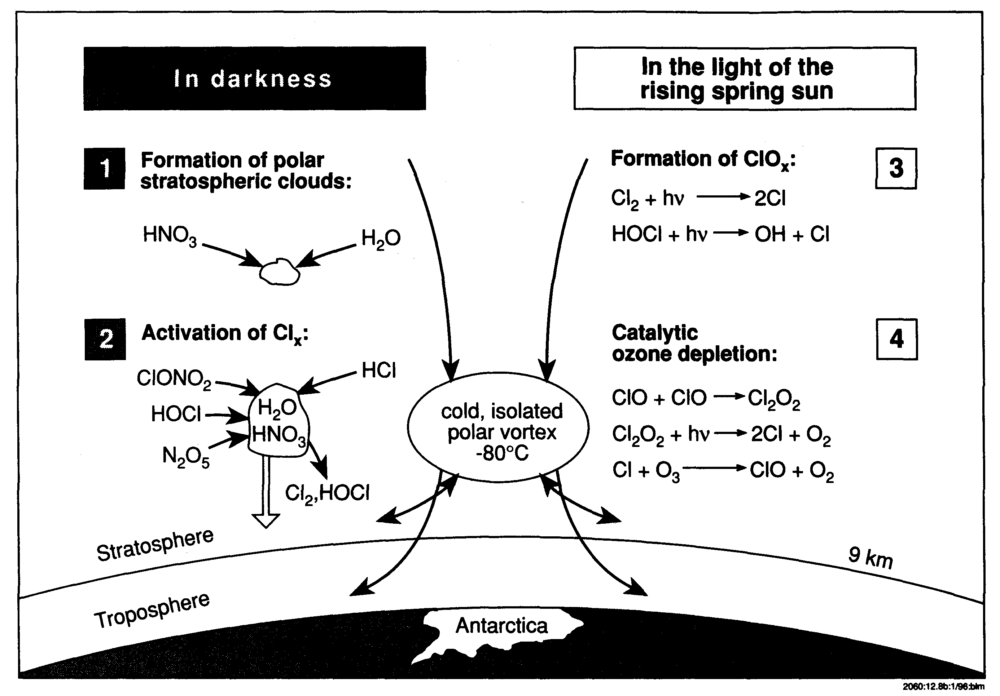 In darkness
In the light of the
rising spring sun
1
Formation of polar
stratospheric clouds:
HNO₃
H₂O
2
Activation of Clₓ:
ClONO₂
HCl
HOCl
H₂O
HNO₃
N₂O₅
Cl₂,HOCl
cold, isolated
polar vortex
-80°C
Formation of ClOₓ:
3
Cl₂ + hν → 2Cl
HOCl + hν → OH + Cl
Catalytic
ozone depletion:
4
ClO + ClO → Cl₂O₂
Cl₂O₂ + hν → 2Cl + O₂
Cl + O₃ → ClO + O₂
Stratosphere
9 km
Troposphere
Antarctica
2060:12.8b:1/96:blm